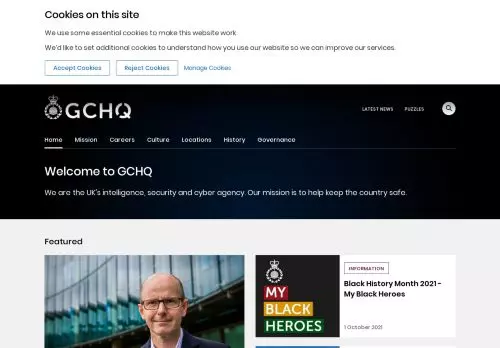 Cookies on this site
We use some essential cookies to make this website work.
We'd like to set additional cookies to understand how you use our website so we can improve our services.
Accept Cookies
Reject Cookies
Manage Cookies
GCHQ
LATEST NEWS
PUZZLES
Home
Mission
Careers
Culture
Locations
History
Governance
Welcome to GCHQ
We are the UK's intelligence, security and cyber agency. Our mission is to help keep the country safe.
Featured
MY
BLACK
HEROES
INFORMATION
Black History Month 2021 -
My Black Heroes
1 October 2021